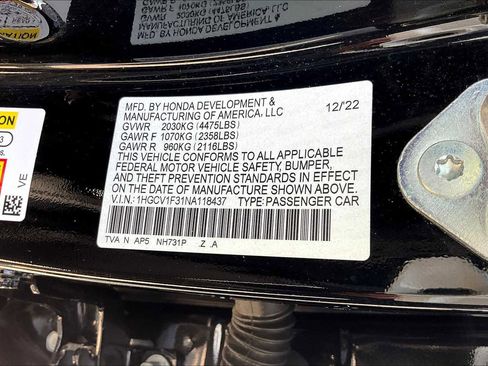 MFD. BY HONDA DEVELOPMENT &
MANUFACTURING OF AMERICA, LLC 12/22
GVWR 2030KG (4475LBS)
GAWR F 1070KG (2358LBS)
GAWR R 960KG (2116LBS)
THIS VEHICLE CONFORMS TO ALL APPLICABLE
FEDERAL MOTOR VEHICLE SAFETY, BUMPER,
AND THEFT PREVENTION STANDARDS IN EFFECT
ON THE DATE OF MANUFACTURE SHOWN ABOVE.
V.I.N.: 1HGCV1F31NA118437 TYPE: PASSENGER CAR
TVA N AP5 NH731P .Z .A
VE